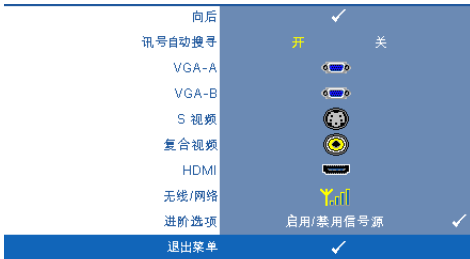 向后
讯号自动搜寻 开 关
VGA-A
VGA-B
S 视频
复合视频
HDMI
无线/网络
进阶选项 启用/禁用信号源
退出菜单